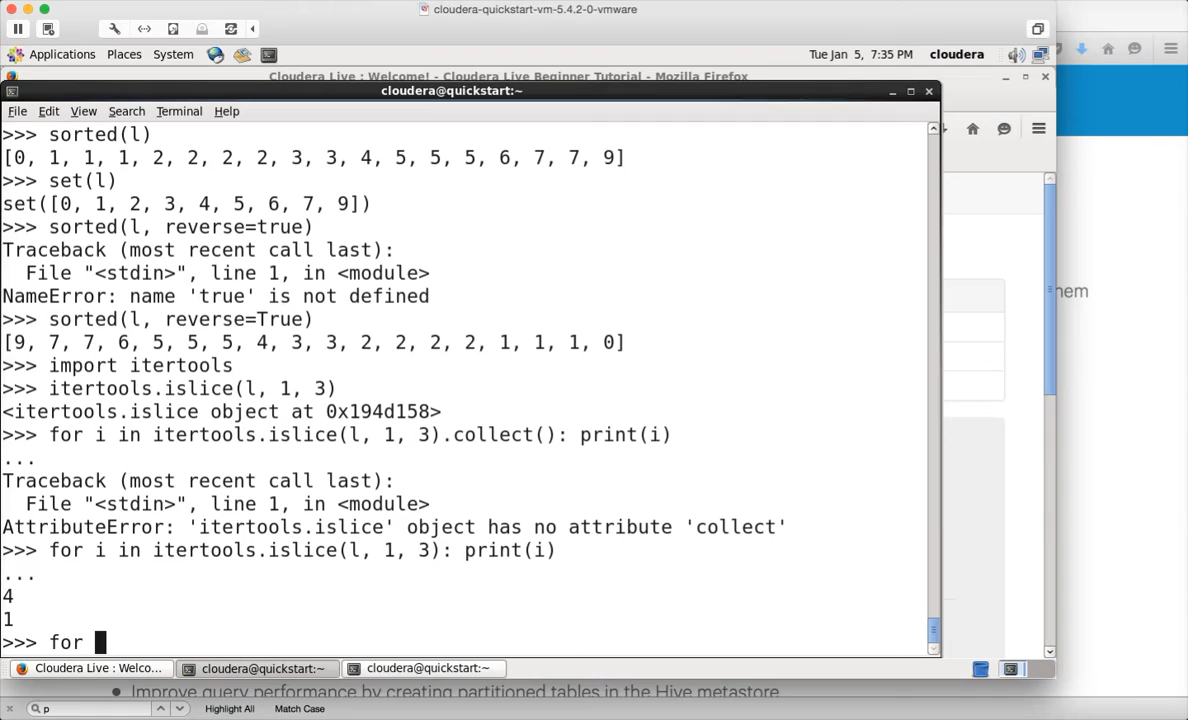 cloudera-quickstart-vm-5.4.2-0-vmware
Applications Places System Tue Jan 5, 7:35 PM cloudera
Cloudera Live : Welcome! - Cloudera Live Beginner Tutorial - Mozilla Firefox
cloudera@quickstart:~
File Edit View Search Terminal Help
>>> sorted(l)
[0, 1, 1, 1, 2, 2, 2, 2, 3, 3, 4, 5, 5, 5, 6, 7, 7, 9]
>>> set(l)
set([0, 1, 2, 3, 4, 5, 6, 7, 9])
>>> sorted(l, reverse=true)
Traceback (most recent call last):
  File "<stdin>", line 1, in <module>
NameError: name 'true' is not defined
>>> sorted(l, reverse=True)
[9, 7, 7, 6, 5, 5, 5, 4, 3, 3, 2, 2, 2, 2, 1, 1, 1, 0]
>>> import itertools
>>> itertools.islice(l, 1, 3)
<itertools.islice object at 0x194d158>
>>> for i in itertools.islice(l, 1, 3).collect(): print(i)
...
Traceback (most recent call last):
  File "<stdin>", line 1, in <module>
AttributeError: 'itertools.islice' object has no attribute 'collect'
>>> for i in itertools.islice(l, 1, 3): print(i)
...
4
1
>>> for
hem
Cloudera Live : Welco... cloudera@quickstart:~ cloudera@quickstart:~
Improve query performance by creating partitioned tables in the Hive metastore
p Highlight All Match Case